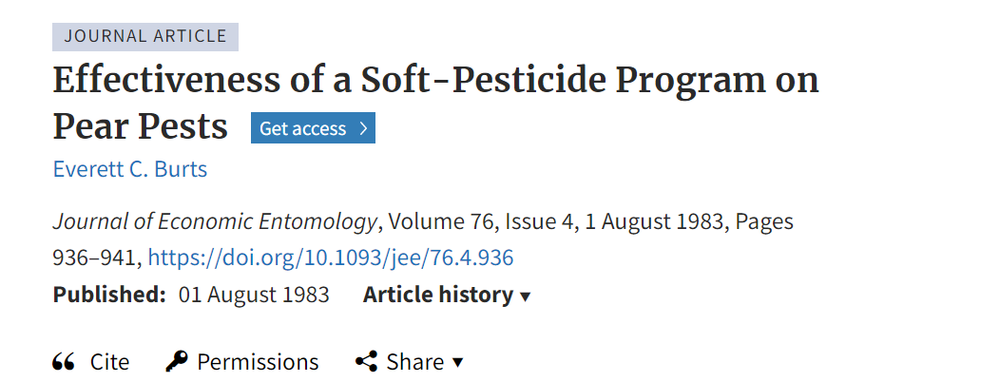 JOURNAL ARTICLE
Effectiveness of a Soft-Pesticide Program on
Pear Pests Get access
Everett C. Burts
Journal of Economic Entomology, Volume 76, Issue 4, 1 August 1983, Pages
936–941, https://doi.org/10.1093/jee/76.4.936
Published: 01 August 1983 Article history
Cite Permissions Share